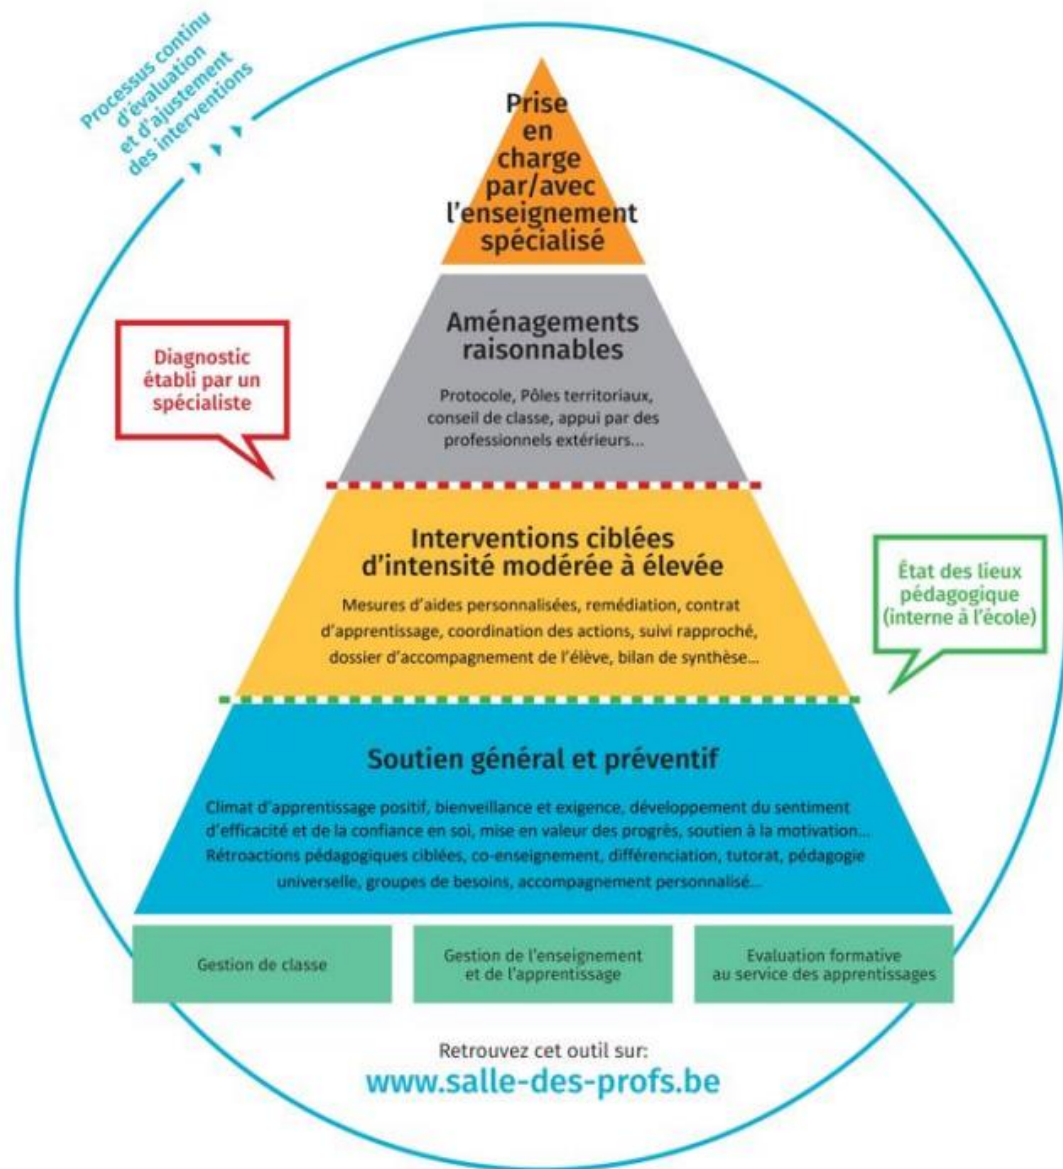 Processus continu
d'évaluation
et d'ajustement
des interventions
Prise
en
charge
par/avec
l'enseignement
spécialisé
Aménagements
raisonnables
Protocole, Pôles territoriaux,
conseil de classe, appui par des
professionnels extérieurs...
Diagnostic
établi par un
spécialiste
Interventions ciblées
d'intensité modérée à élevée
Mesures d'aides personnalisées, remédiation, contrat
d'apprentissage, coordination des actions, suivi rapproché,
dossier d'accompagnement de l'élève, bilan de synthèse...
État des lieux
pédagogique
(interne à l'école)
Soutien général et préventif
Climat d'apprentissage positif, bienveillance et exigence, développement du sentiment
d'efficacité et de la confiance en soi, mise en valeur des progrès, soutien à la motivation...
Rétroactions pédagogiques ciblées, co-enseignement, différenciation, tutorat, pédagogie
universelle, groupes de besoins, accompagnement personnalisé...
Gestion de classe
Gestion de l'enseignement
et de l'apprentissage
Evaluation formative
au service des apprentissages
Retrouvez cet outil sur:
www.salle-des-profs.be